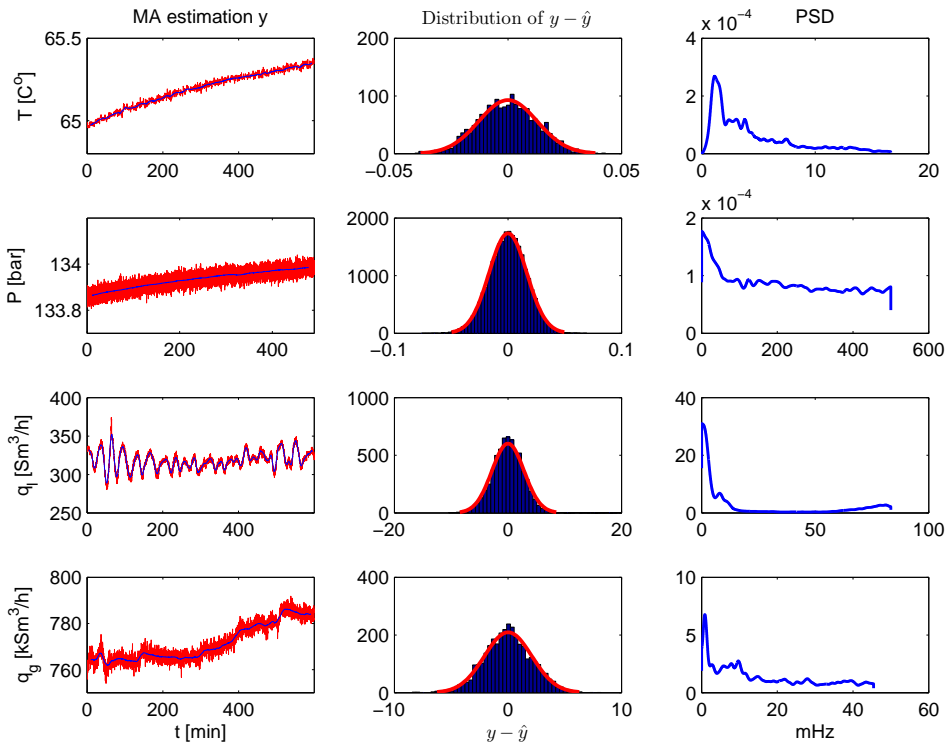 MA estimation y
Distribution of y − ŷ
PSD
T [C°]
65.5
65
0 200 400
200
100
0
−0.05 0 0.05
x 10⁻⁴
4
2
0
0 10 20
P [bar]
134
133.8
0 200 400
2000
1000
0
−0.1 0 0.1
x 10⁻⁴
2
1
0
0 200 400 600
q_l [Sm³/h]
400
350
300
250
0 200 400
1000
500
0
−20 0 20
40
20
0
0 50 100
q_g [kSm³/h]
800
780
760
0 200 400
t [min]
400
200
0
−10 0 10
y − ŷ
10
5
0
0 20 40 60
mHz